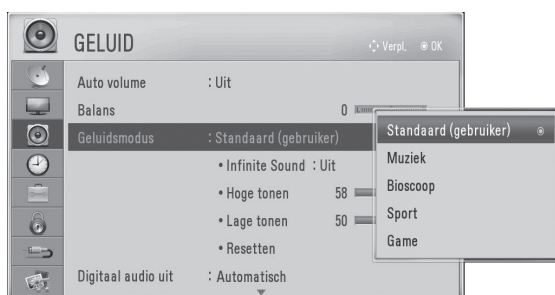 GELUID
Verpl. OK
Auto volume : Uit
Balans 0
Geluidsmodus : Standaard (gebruiker)
• Infinite Sound : Uit
• Hoge tonen 58
• Lage tonen 50
• Resetten
Digitaal audio uit : Automatisch
Standaard (gebruiker)
Muziek
Bioscoop
Sport
Game